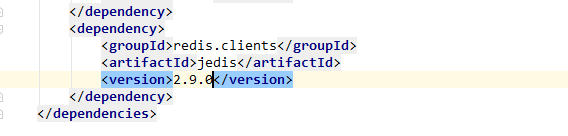 </dependency>
<dependency>
<groupId>redis.clients</groupId>
<artifactId>jedis</artifactId>
<version>2.9.0</version>
</dependency>
</dependencies>